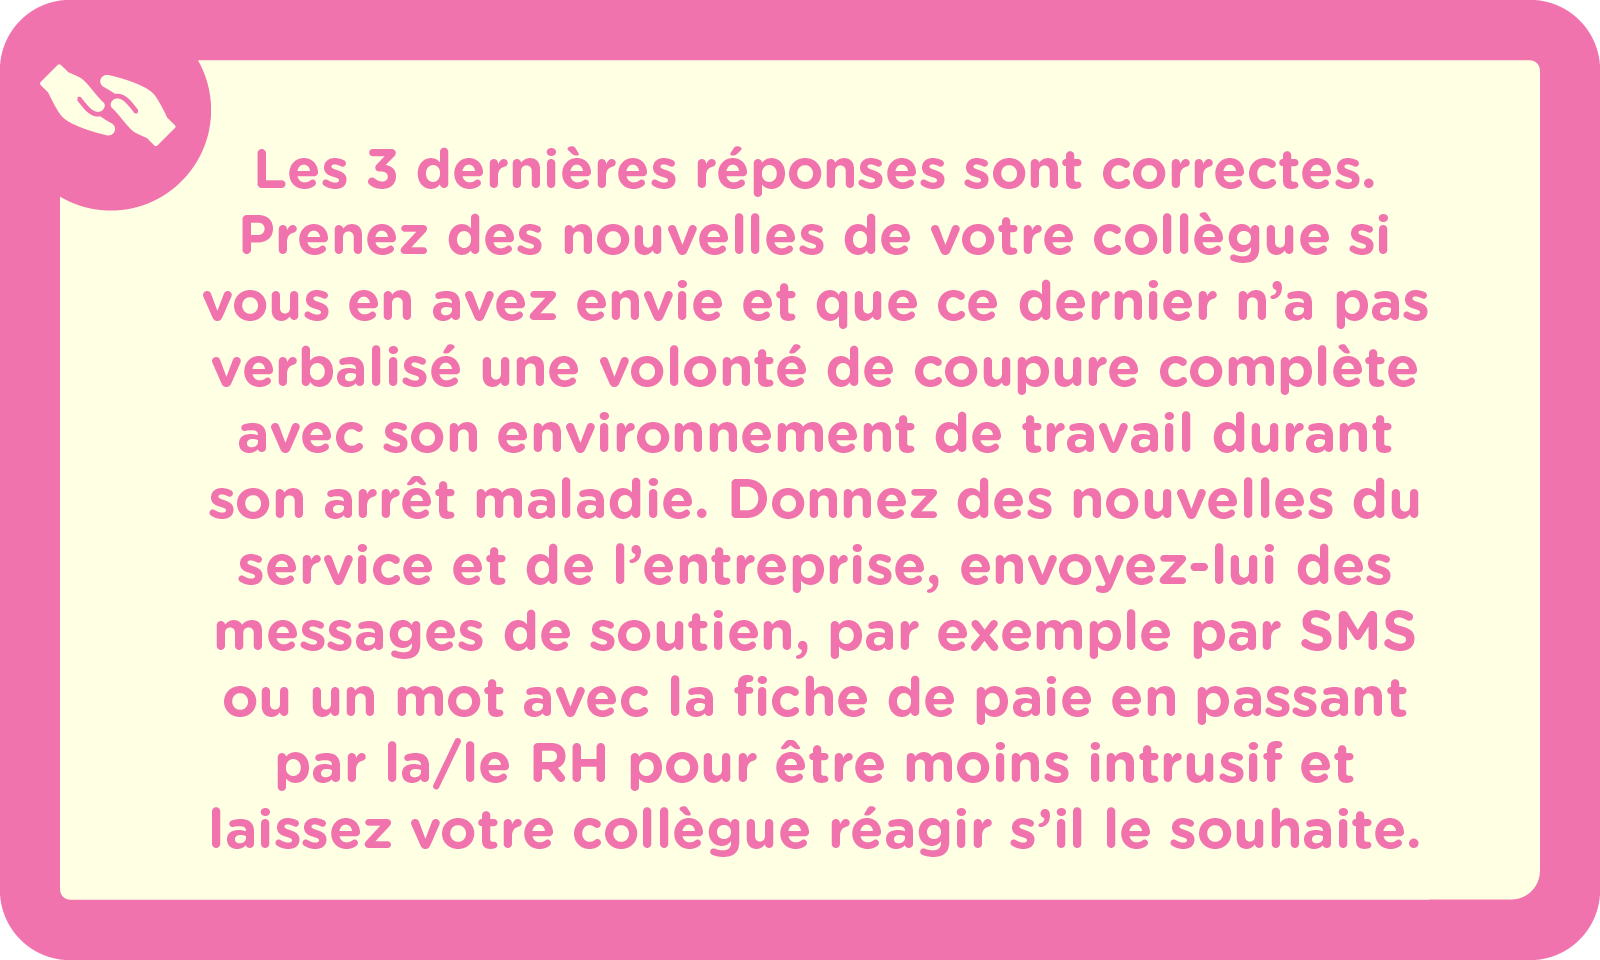 Les 3 dernières réponses sont correctes.
Prenez des nouvelles de votre collègue si
vous en avez envie et que ce dernier n’a pas
verbalisé une volonté de coupure complète
avec son environnement de travail durant
son arrêt maladie. Donnez des nouvelles du
service et de l’entreprise, envoyez-lui des
messages de soutien, par exemple par SMS
ou un mot avec la fiche de paie en passant
par la/le RH pour être moins intrusif et
laissez votre collègue réagir s’il le souhaite.